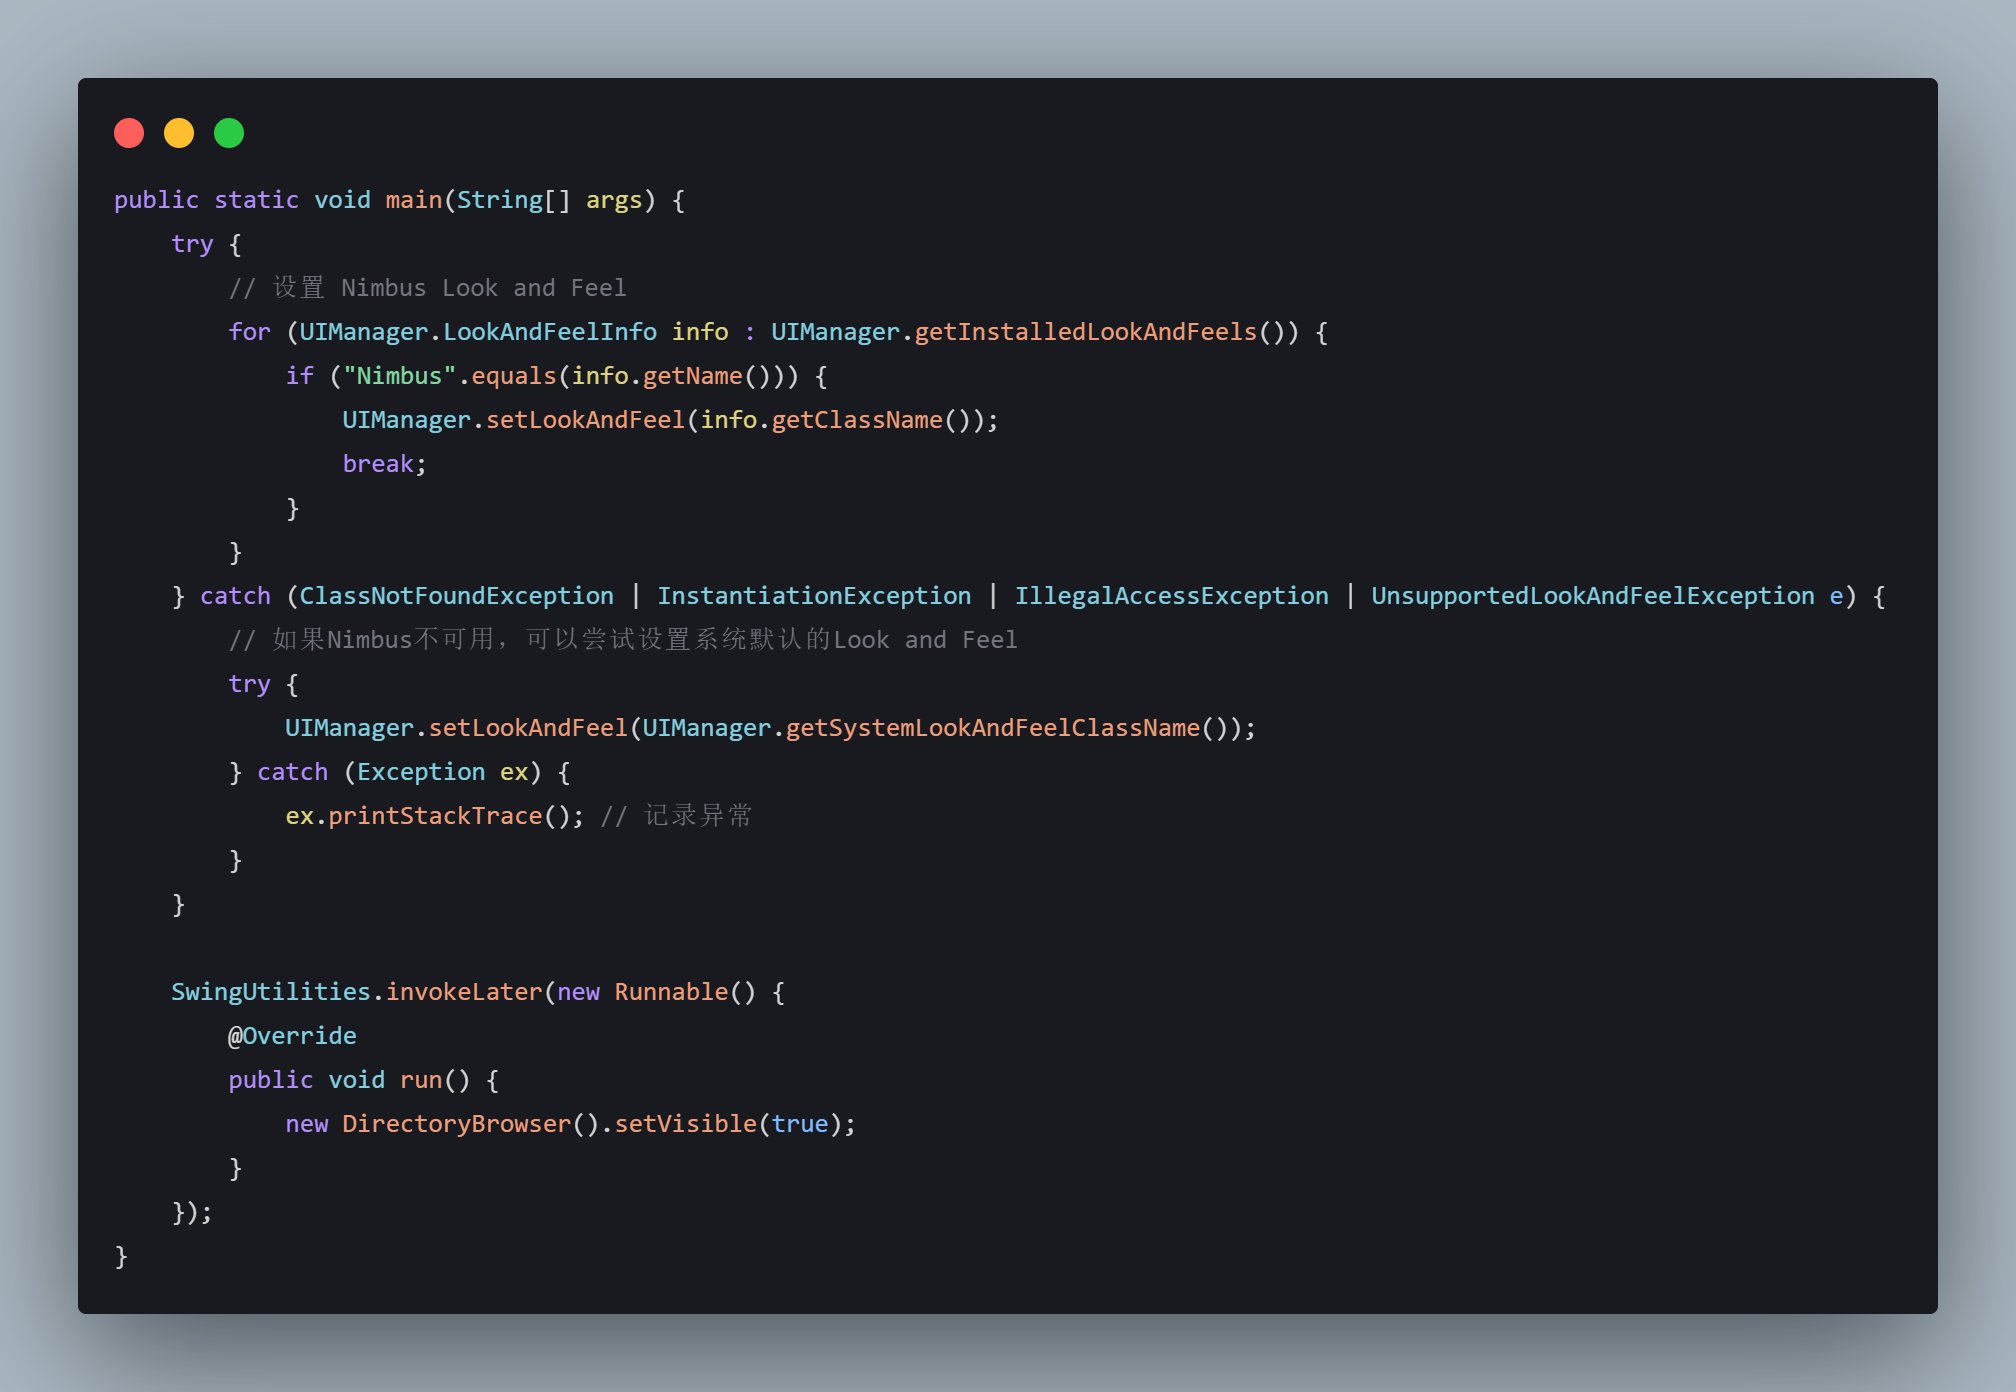 public static void main(String[] args) {
    try {
        // 设置 Nimbus Look and Feel
        for (UIManager.LookAndFeelInfo info : UIManager.getInstalledLookAndFeels()) {
            if ("Nimbus".equals(info.getName())) {
                UIManager.setLookAndFeel(info.getClassName());
                break;
            }
        }
    } catch (ClassNotFoundException | InstantiationException | IllegalAccessException | UnsupportedLookAndFeelException e) {
        // 如果Nimbus不可用，可以尝试设置系统默认的Look and Feel
        try {
            UIManager.setLookAndFeel(UIManager.getSystemLookAndFeelClassName());
        } catch (Exception ex) {
            ex.printStackTrace(); // 记录异常
        }
    }

    SwingUtilities.invokeLater(new Runnable() {
        @Override
        public void run() {
            new DirectoryBrowser().setVisible(true);
        }
    });
}